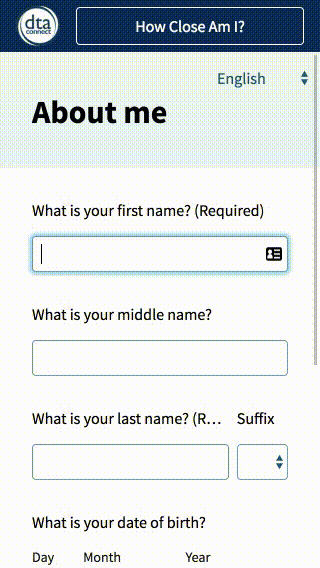 dta
connect
How Close Am I?
English
About me
What is your first name? (Required)
What is your middle name?
What is your last name? (R... Suffix
What is your date of birth?
Day Month Year